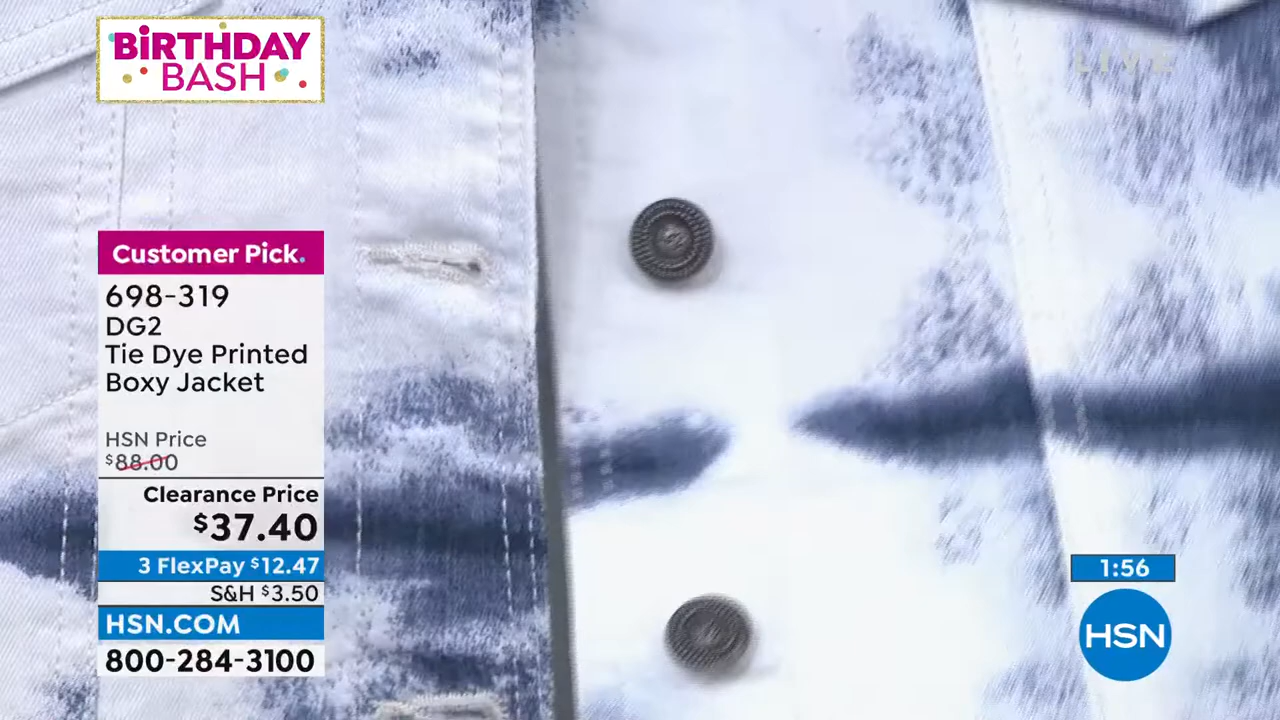 BiRTHDAY
BASH
LIVE
Customer Pick.
698-319
DG2
Tie Dye Printed
Boxy Jacket
HSN Price
$88.00
Clearance Price
$37.40
3 FlexPay $12.47
S&H $3.50
HSN.COM
800-284-3100
1:56
HSN